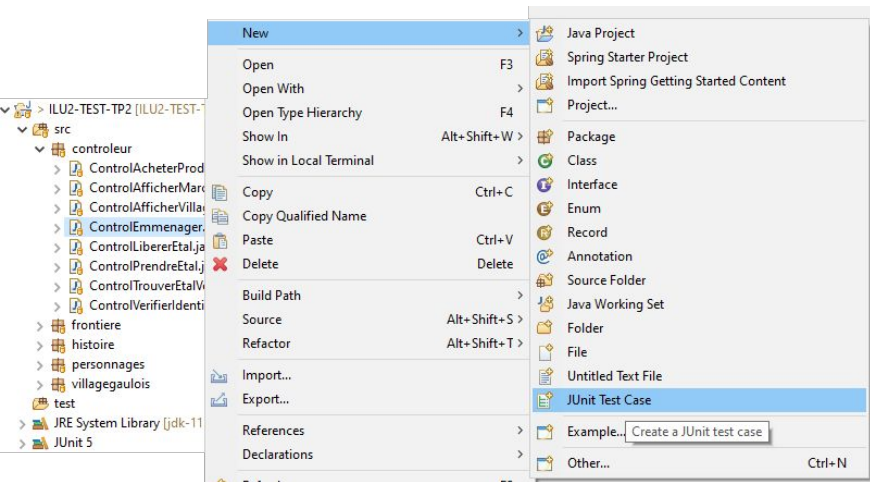 > ILU2-TEST-TP2 [ILU2-TEST-
src
controleur
ControlAcheterProd
ControlAfficherMarc
ControlAfficherVilla
ControlEmmenager.
ControlLibererEtal.ja
ControlPrendreEtal.j
ControlTrouverEtalV
ControlVerifierIdenti
frontiere
histoire
personnages
villagegaulois
test
JRE System Library [jdk-11
JUnit 5
New >
Open F3
Open With >
Open Type Hierarchy F4
Show In Alt+Shift+W >
Show in Local Terminal >
Copy Ctrl+C
Copy Qualified Name
Paste Ctrl+V
Delete Delete
Build Path >
Source Alt+Shift+S >
Refactor Alt+Shift+T >
Import...
Export...
References >
Declarations >
Java Project
Spring Starter Project
Import Spring Getting Started Content
Project...
Package
Class
Interface
Enum
Record
Annotation
Source Folder
Java Working Set
Folder
File
Untitled Text File
JUnit Test Case
Example...
Create a JUnit test case
Other... Ctrl+N